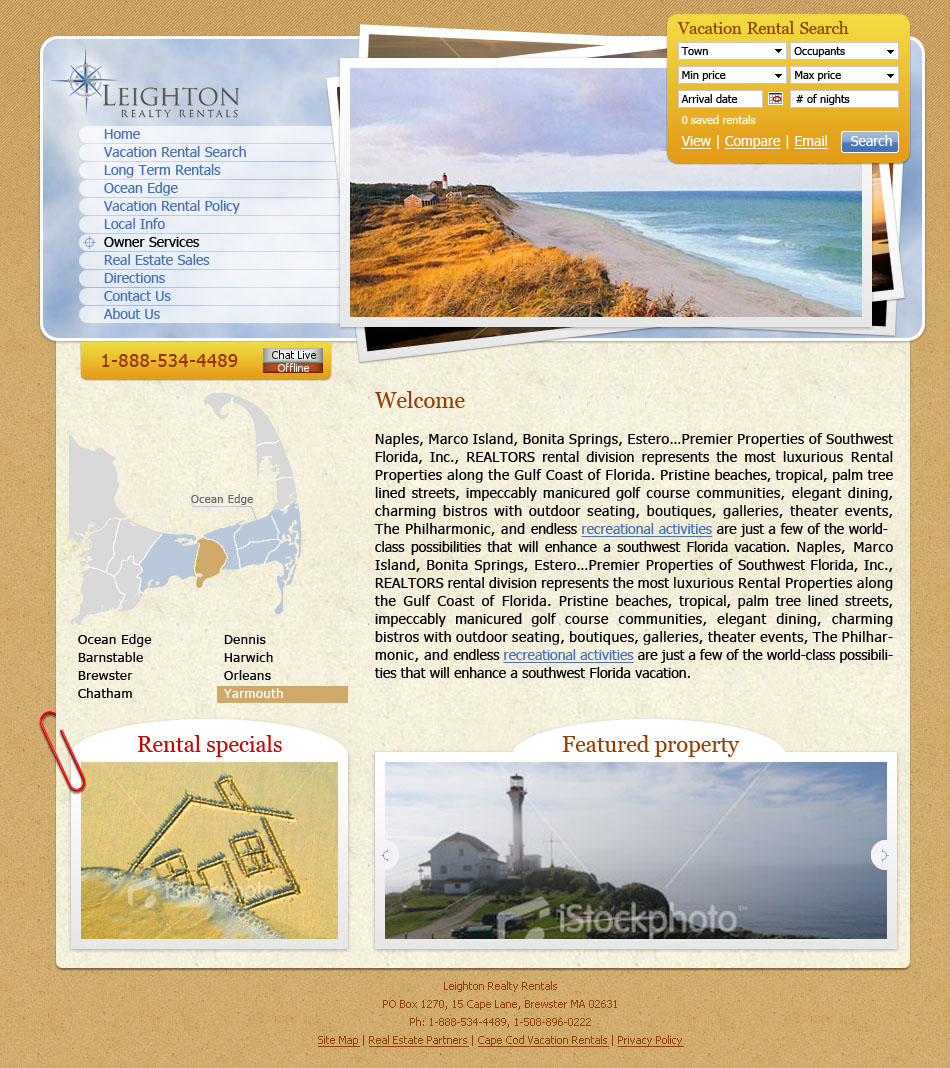 Vacation Rental Search
Town
Occupants
Min price
Max price
Arrival date
# of nights
0 saved rentals
View | Compare | Email
Search
LEIGHTON
REALTY RENTALS
Home
Vacation Rental Search
Long Term Rentals
Ocean Edge
Vacation Rental Policy
Local Info
Owner Services
Real Estate Sales
Directions
Contact Us
About Us
1-888-534-4489
Chat Live
Offline
Ocean Edge
Ocean Edge
Barnstable
Brewster
Chatham
Dennis
Harwich
Orleans
Yarmouth
Welcome
Naples, Marco Island, Bonita Springs, Estero...Premier Properties of Southwest
Florida, Inc., REALTORS rental division represents the most luxurious Rental
Properties along the Gulf Coast of Florida. Pristine beaches, tropical, palm tree
lined streets, impeccably manicured golf course communities, elegant dining,
charming bistros with outdoor seating, boutiques, galleries, theater events,
The Philharmonic, and endless recreational activities are just a few of the world-
class possibilities that will enhance a southwest Florida vacation. Naples, Marco
Island, Bonita Springs, Estero...Premier Properties of Southwest Florida, Inc.,
REALTORS rental division represents the most luxurious Rental Properties along
the Gulf Coast of Florida. Pristine beaches, tropical, palm tree lined streets,
impeccably manicured golf course communities, elegant dining, charming
bistros with outdoor seating, boutiques, galleries, theater events, The Philhar-
monic, and endless recreational activities are just a few of the world-class possibili-
ties that will enhance a southwest Florida vacation.
Rental specials
iStockphoto
Featured property
iStockphoto™
Leighton Realty Rentals
PO Box 1270, 15 Cape Lane, Brewster MA 02631
Ph: 1-888-534-4489, 1-508-896-0222
Site Map | Real Estate Partners | Cape Cod Vacation Rentals | Privacy Policy